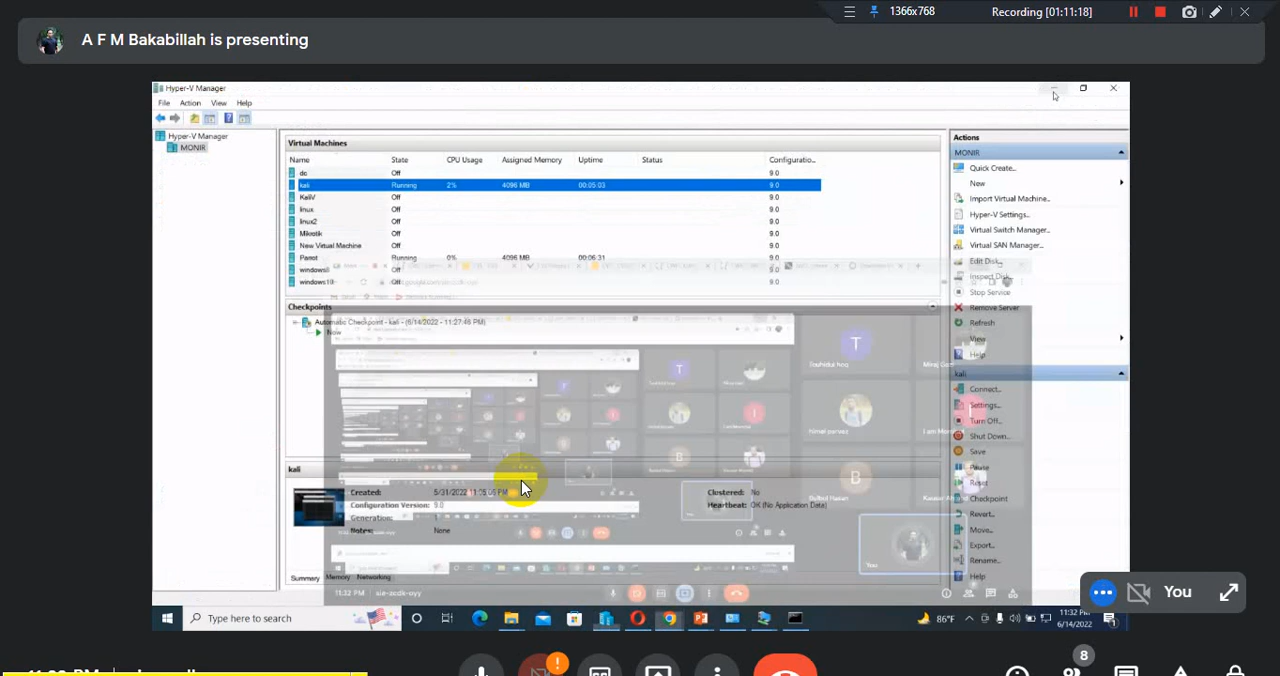 1366x768 Recording [01:11:18]
A F M Bakabillah is presenting
Hyper-V Manager
File Action View Help
Hyper-V Manager
MONIR
Virtual Machines
Name State CPU Usage Assigned Memory Uptime Status Configuratio...
dc Off 9.0
kali Running 2% 4096 MB 00:05:03 9.0
KaliV Off 9.0
linux Off 9.0
linux2 Off 9.0
Mikrotik Off 9.0
New Virtual Machine Off 9.0
Parrot Running 0% 4096 MB 00:06:31 9.0
windows8 Off 9.0
windows10 Off 9.0
Checkpoints
Automatic Checkpoint - kali - (6/14/2022 - 11:27:46 PM)
Now
kali
Created: 5/31/2022 11:05:05 PM
Configuration Version: 9.0
Generation: 1
Notes: None
Clustered: No
Heartbeat: OK (No Application Data)
Summary Memory Networking
Actions
MONIR
Quick Create...
New
Import Virtual Machine...
Hyper-V Settings...
Virtual Switch Manager...
Virtual SAN Manager...
Edit Disk...
Inspect Disk...
Stop Service
Remove Server
Refresh
View
Help
kali
Connect...
Settings...
Turn Off...
Shut Down...
Save
Pause
Reset
Checkpoint
Revert...
Move...
Export...
Rename...
Help
T
Touhidul hoq
B
You
11:32 PM
You
Type here to search
86°F
11:32 PM
6/14/2022
8